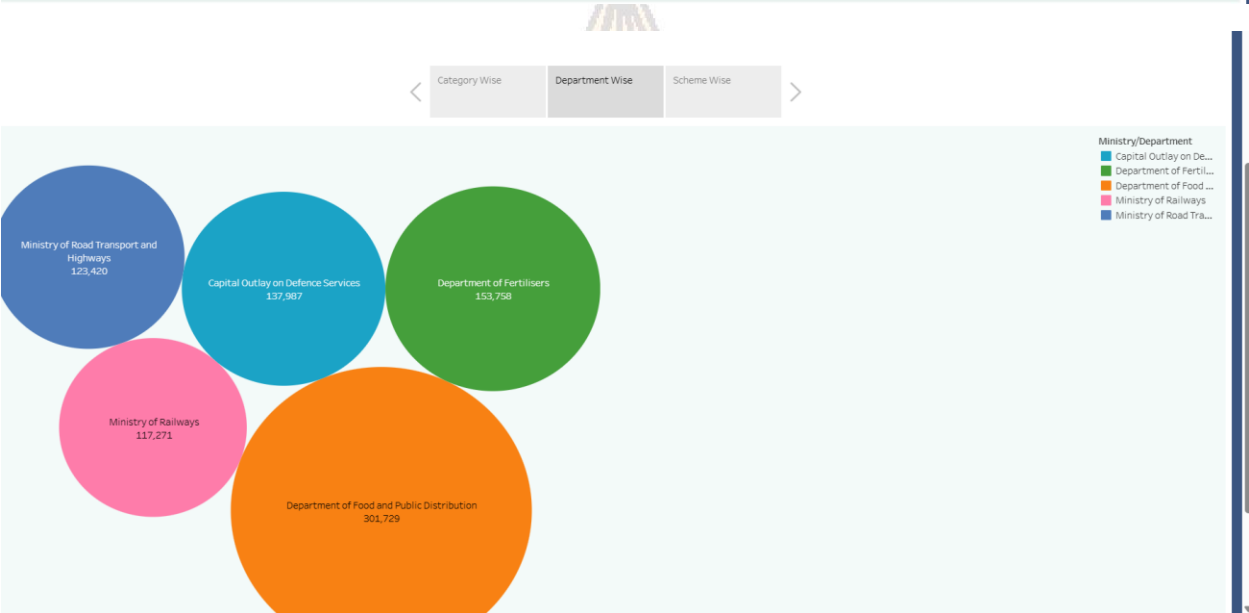 Category Wise
Department Wise
Scheme Wise
Ministry/Department
Capital Outlay on De...
Department of Fertil...
Department of Food ...
Ministry of Railways
Ministry of Road Tra...
Ministry of Road Transport and
Highways
123,420
Capital Outlay on Defence Services
137,987
Department of Fertilisers
153,758
Ministry of Railways
117,271
Department of Food and Public Distribution
301,729